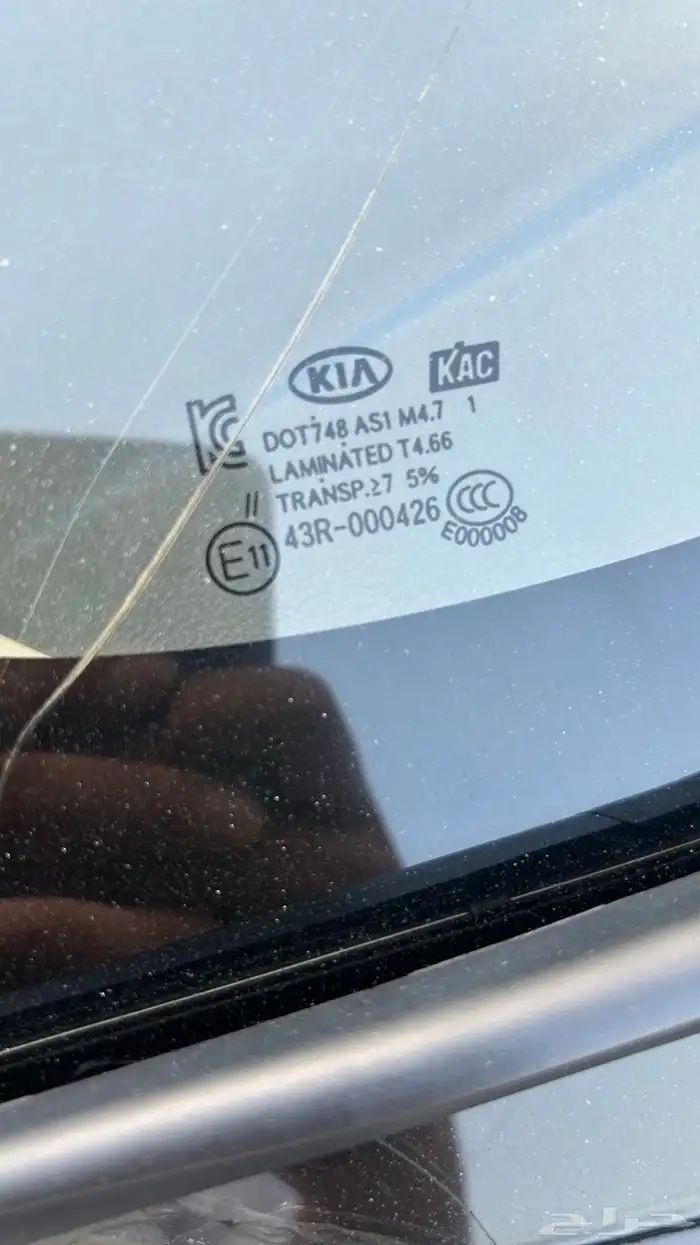 KIA KAC
DOT748 AS1 M4.7 1
LAMINATED T4.66
TRANSP.≥7 5%
II
E11 43R-000426 CCC
E000008
حراج